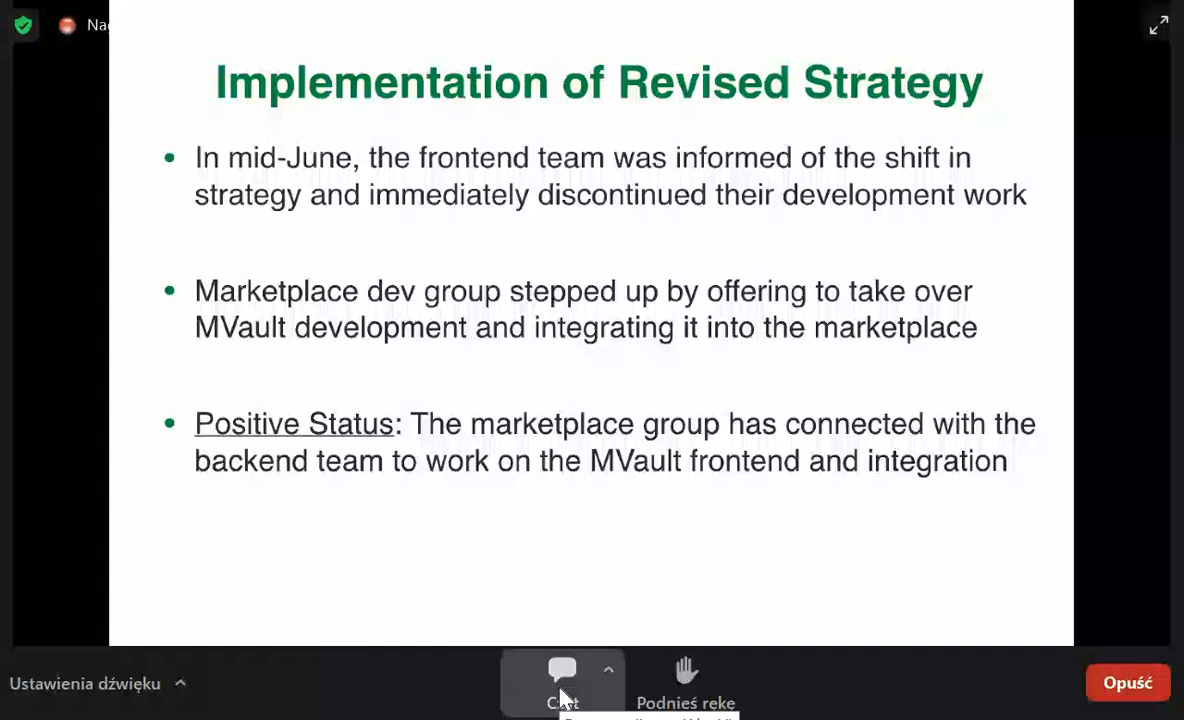 Implementation of Revised Strategy
• In mid-June, the frontend team was informed of the shift in
strategy and immediately discontinued their development work
• Marketplace dev group stepped up by offering to take over
MVault development and integrating it into the marketplace
• Positive Status: The marketplace group has connected with the
backend team to work on the MVault frontend and integration
Ustawienia dźwięku
Podnieś rękę
Opuść